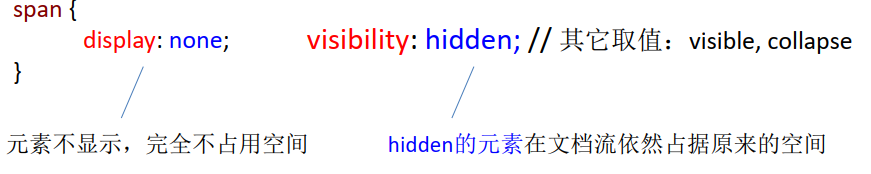 span {
display: none; visibility: hidden; // 其它取值：visible, collapse
}
元素不显示，完全不占用空间 hidden的元素在文档流依然占据原来的空间